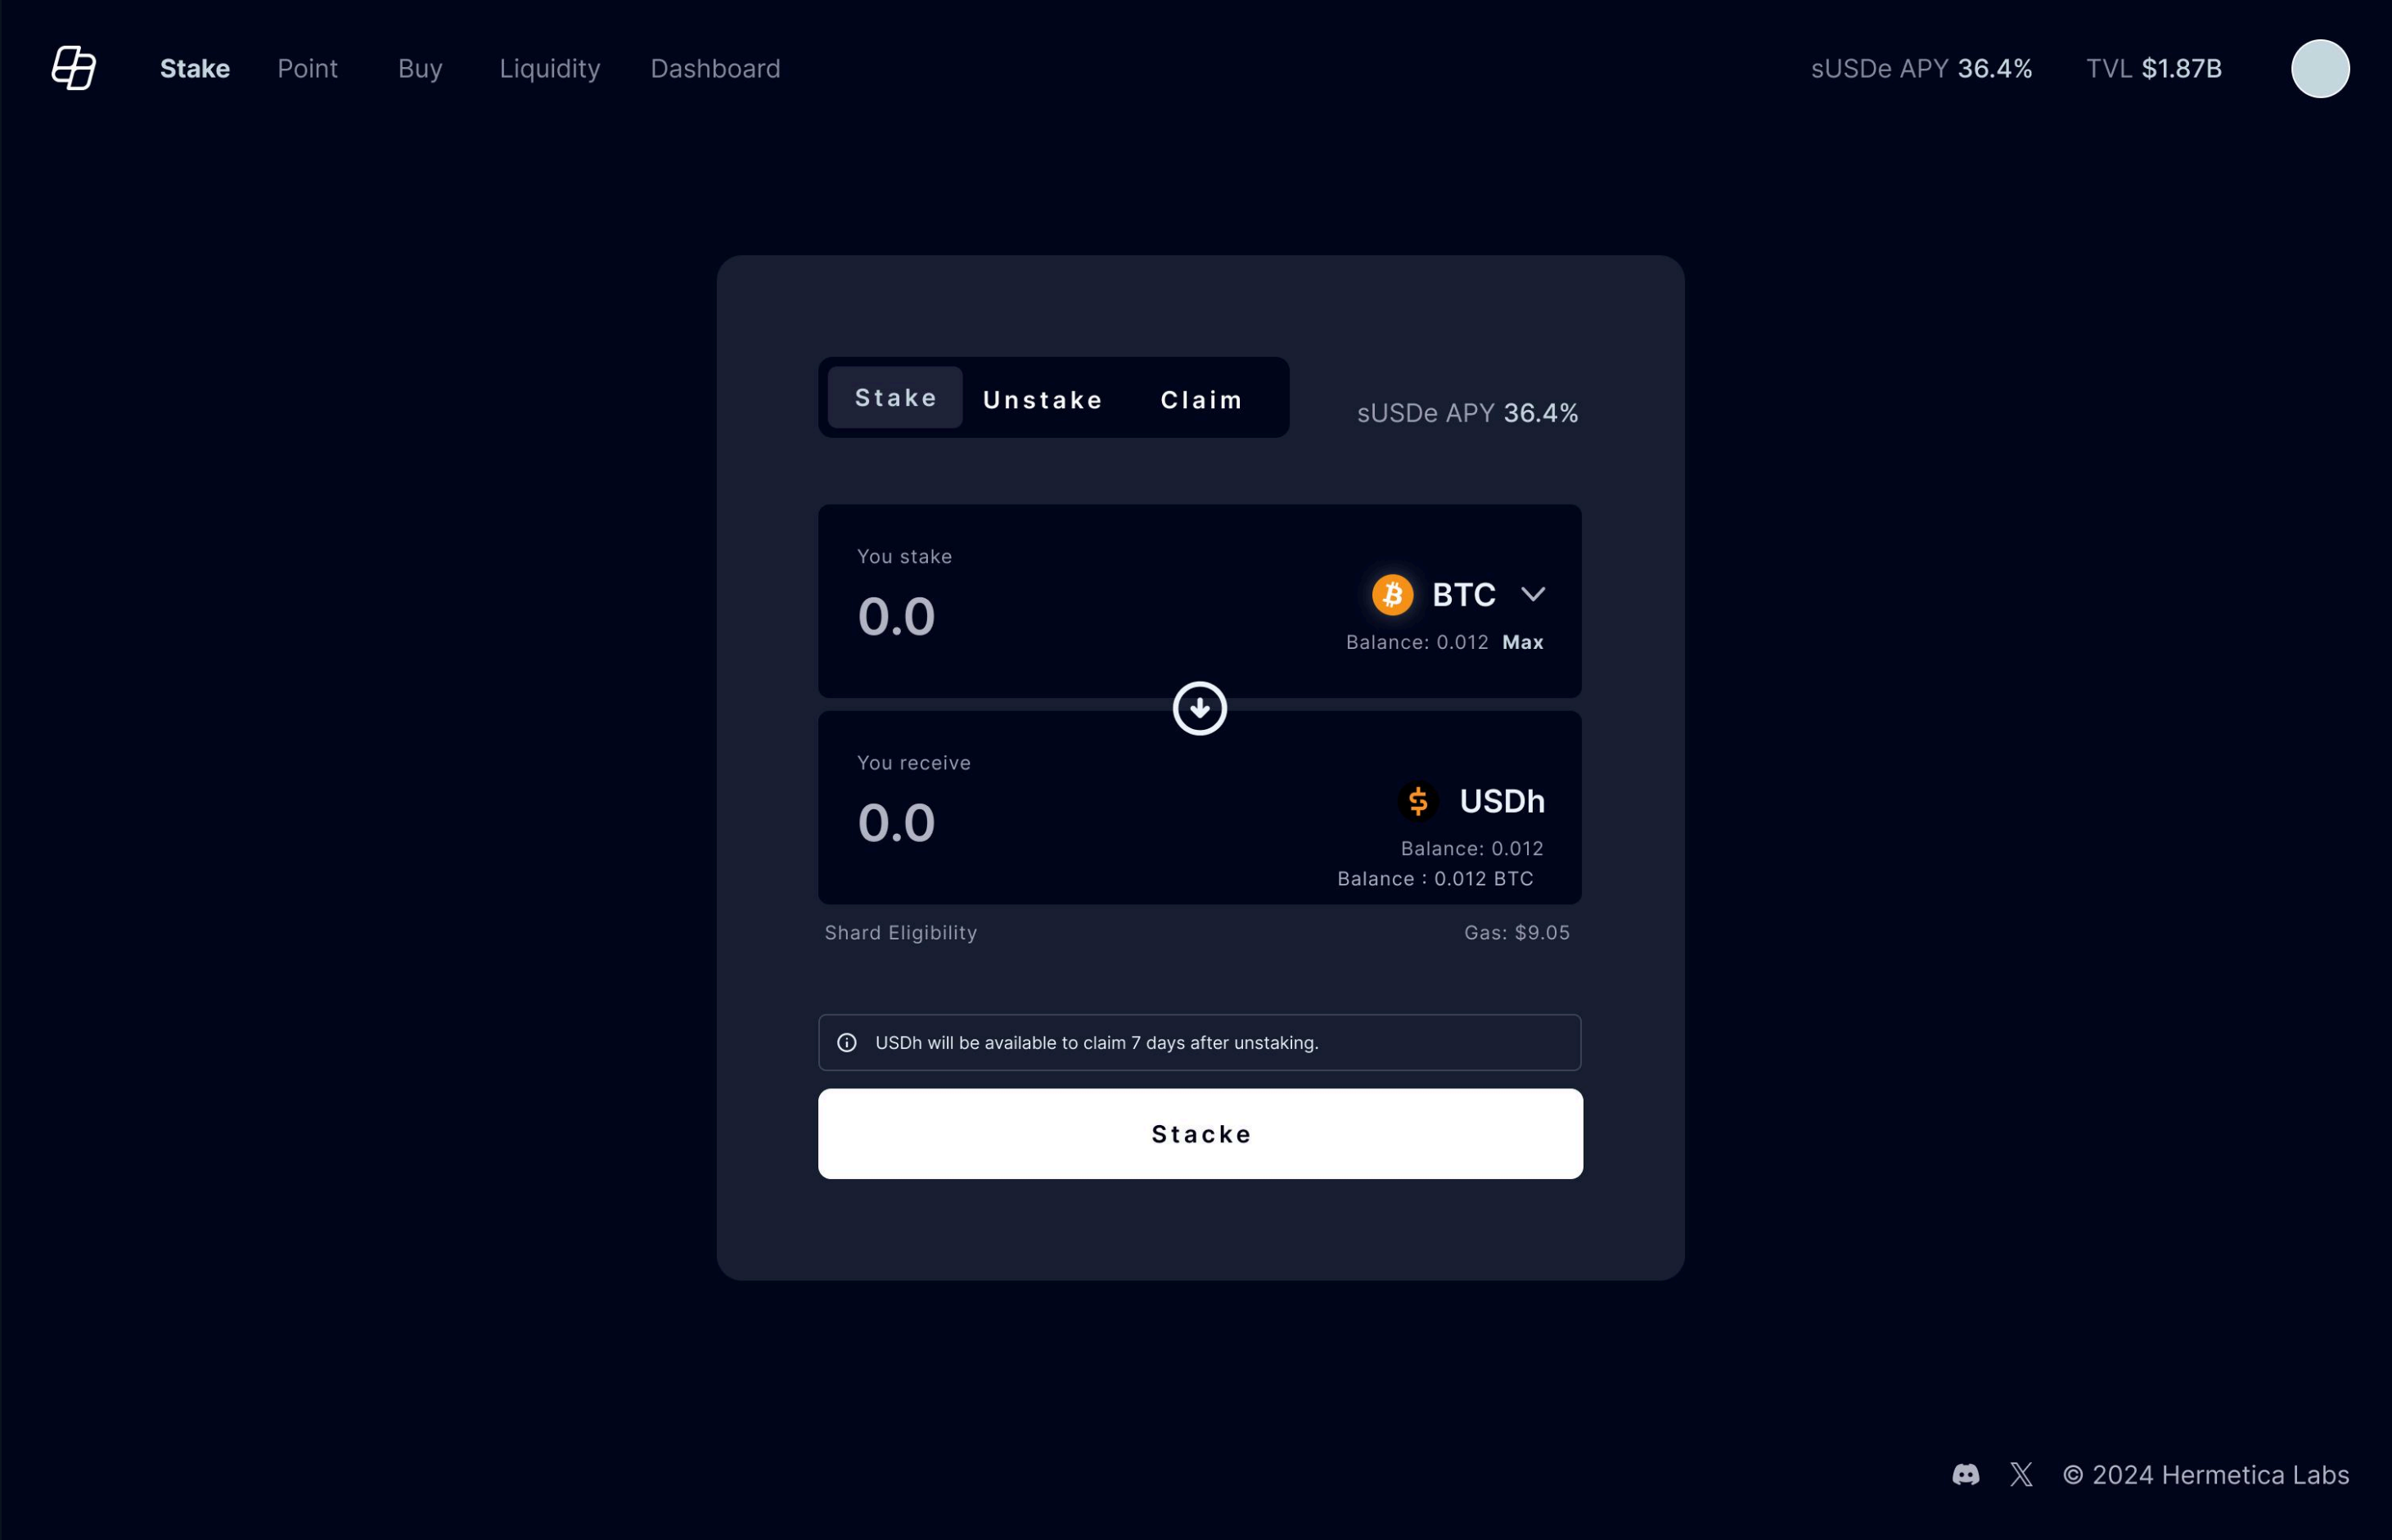 Stake Point Buy Liquidity Dashboard sUSDe APY 36.4% TVL $1.87B
Stake Unstake Claim
sUSDe APY 36.4%
You stake
0.0
BTC
Balance: 0.012 Max
You receive
0.0
USDh
Balance: 0.012
Balance : 0.012 BTC
Shard Eligibility Gas: $9.05
USDh will be available to claim 7 days after unstaking.
Stacke
© 2024 Hermetica Labs